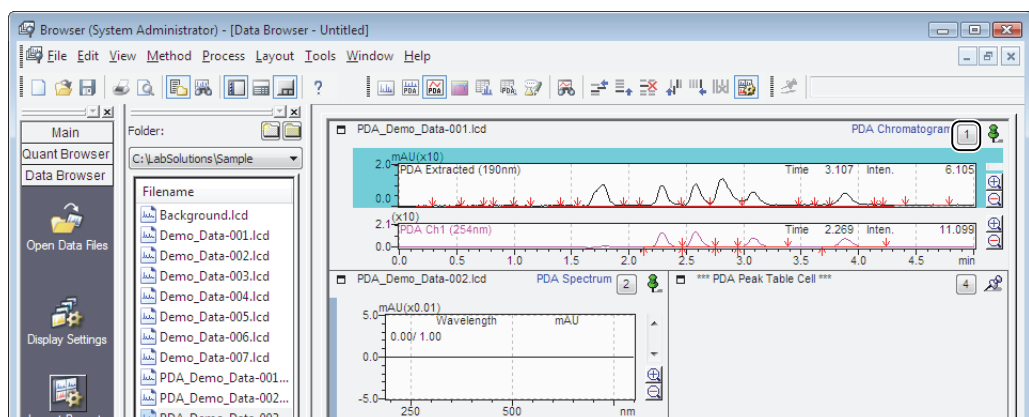 Browser (System Administrator) - [Data Browser - Untitled]
File Edit View Method Process Layout Tools Window Help
Main
Quant Browser
Data Browser
Open Data Files
Display Settings
Folder:
C:\LabSolutions\Sample
Filename
Background.lcd
Demo_Data-001.lcd
Demo_Data-002.lcd
Demo_Data-003.lcd
Demo_Data-004.lcd
Demo_Data-005.lcd
Demo_Data-006.lcd
Demo_Data-007.lcd
PDA_Demo_Data-001...
PDA_Demo_Data-002...
PDA_Demo_Data-001.lcd PDA Chromatogram 1
mAU(x10)
2.0 PDA Extracted (190nm) Time 3.107 Inten. 6.105
0.0
(x10)
2.1 PDA Ch1 (254nm) Time 2.269 Inten. 11.099
0.0
0.0 0.5 1.0 1.5 2.0 2.5 3.0 3.5 4.0 4.5 min
PDA_Demo_Data-002.lcd PDA Spectrum 2
mAU(x0.01)
5.0 Wavelength mAU
0.00/ 1.00
0.0
-5.0
250 500 nm
*** PDA Peak Table Cell *** 4